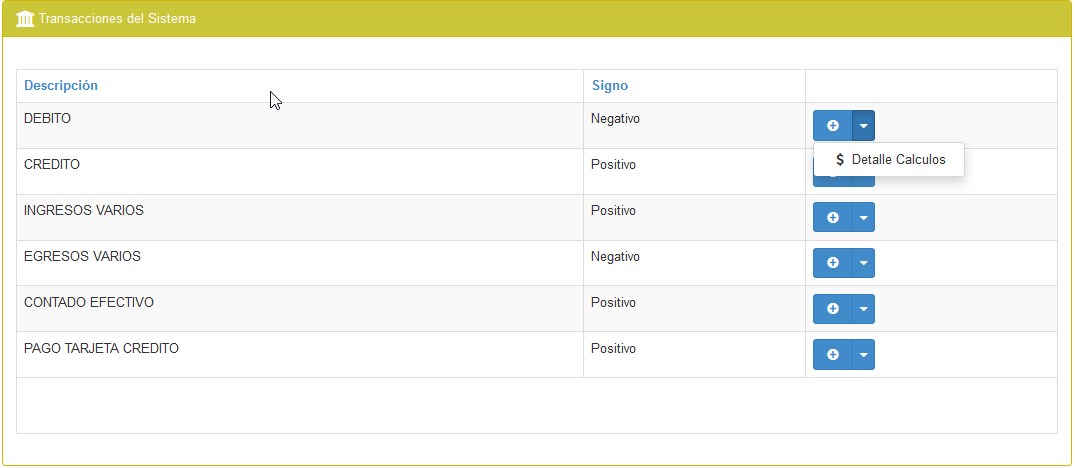 Transacciones del Sistema
Descripción Signo
DEBITO Negativo
$ Detalle Calculos
CREDITO Positivo
INGRESOS VARIOS Positivo
EGRESOS VARIOS Negativo
CONTADO EFECTIVO Positivo
PAGO TARJETA CREDITO Positivo